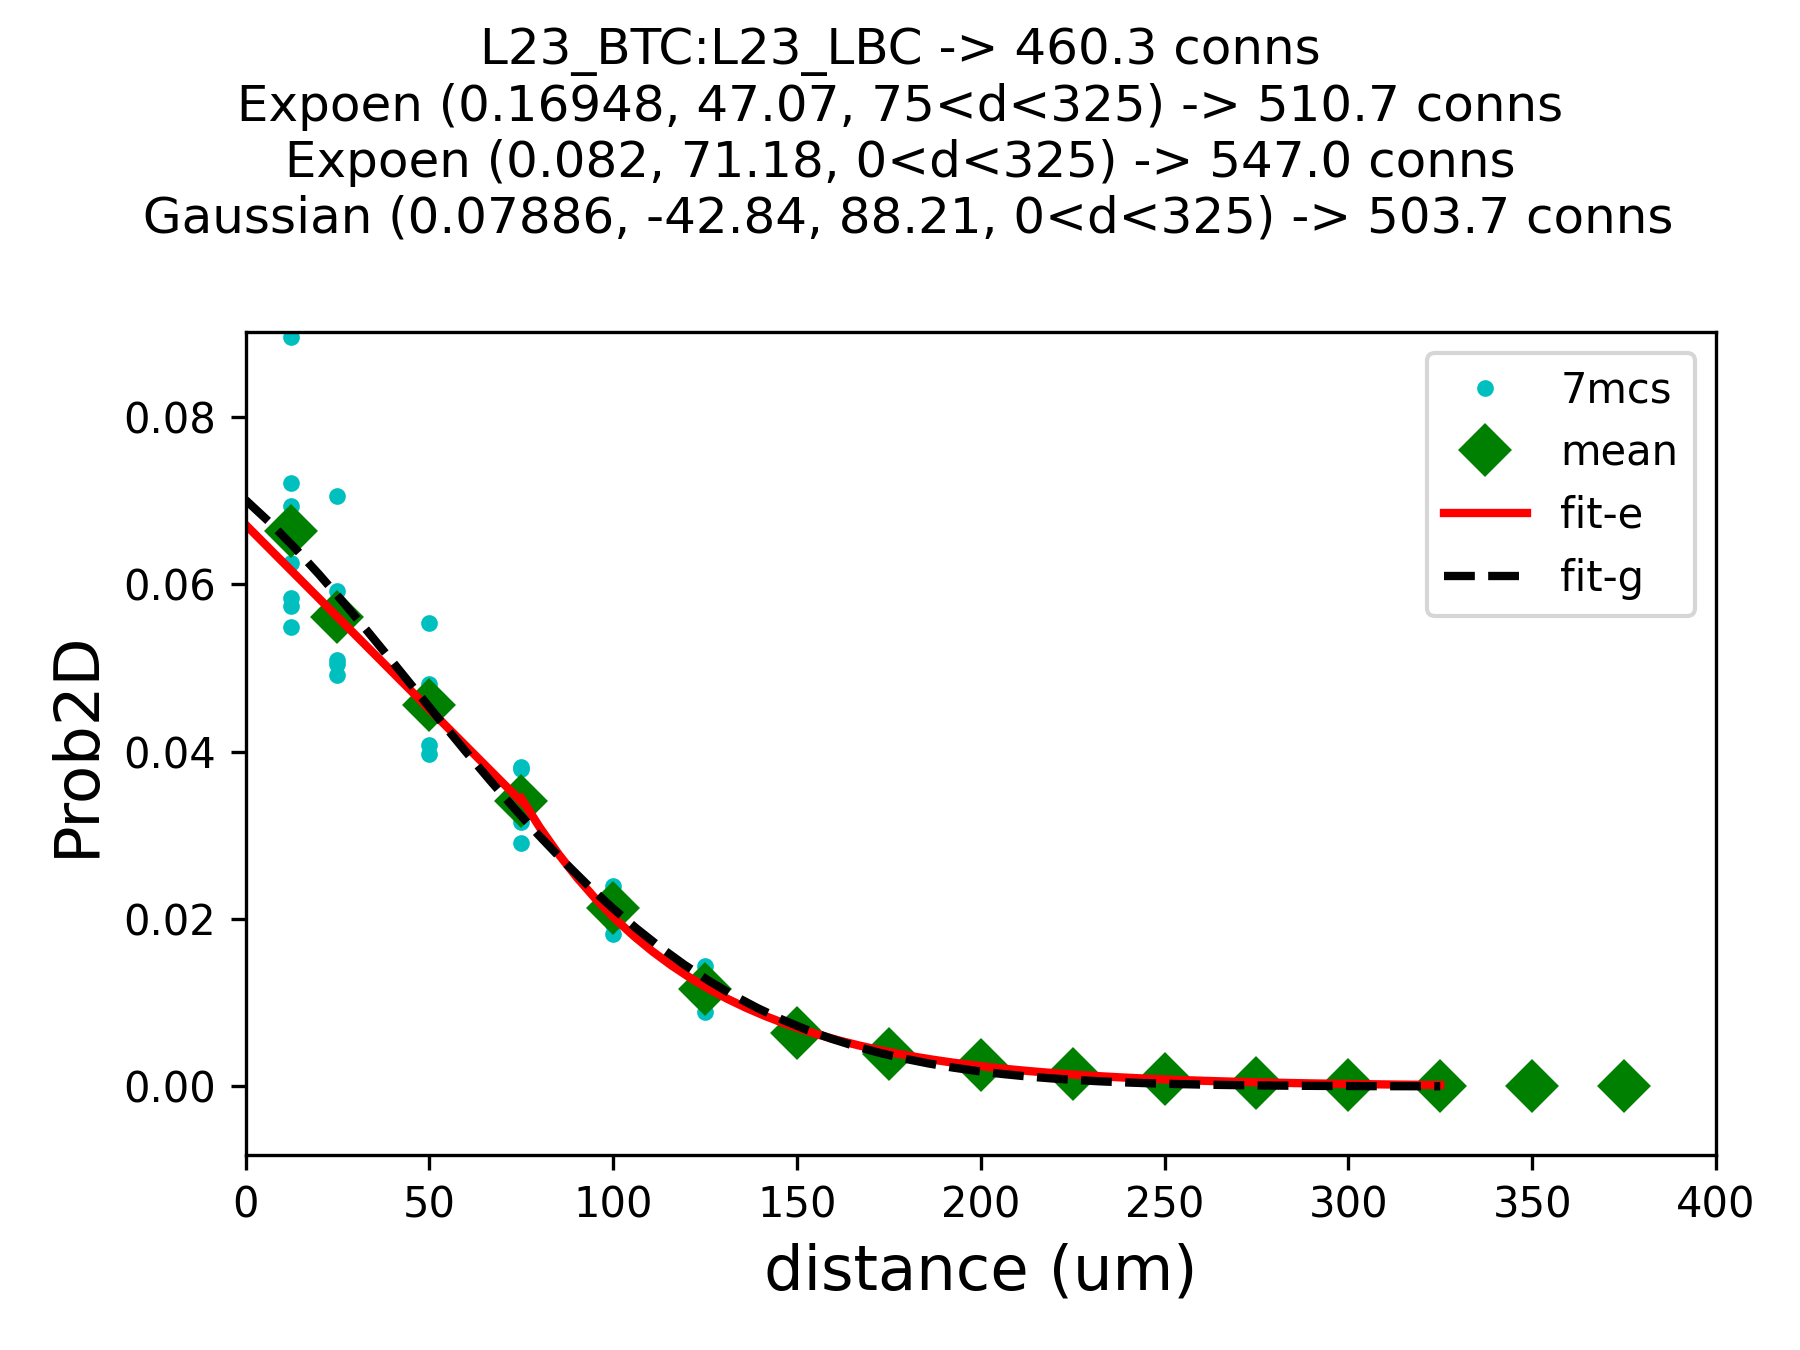 L23_BTC:L23_LBC -> 460.3 conns
Expoen (0.16948, 47.07, 75<d<325) -> 510.7 conns
Expoen (0.082, 71.18, 0<d<325) -> 547.0 conns
Gaussian (0.07886, -42.84, 88.21, 0<d<325) -> 503.7 conns
7mcs
mean
fit-e
fit-g
Prob2D
0.08
0.06
0.04
0.02
0.00
0 50 100 150 200 250 300 350 400
distance (um)